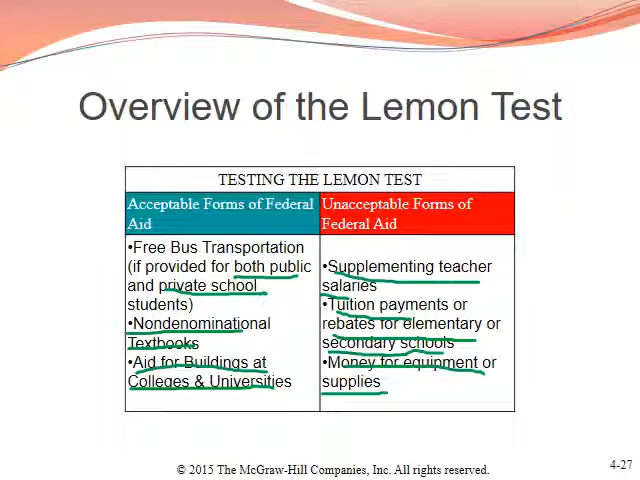 Overview of the Lemon Test
TESTING THE LEMON TEST
Acceptable Forms of Federal
Aid
Unacceptable Forms of
Federal Aid
•Free Bus Transportation
(if provided for both public
and private school
students)
•Nondenominational
Textbooks
•Aid for Buildings at
Colleges & Universities
•Supplementing teacher
salaries
•Tuition payments or
rebates for elementary or
secondary schools
•Money for equipment or
supplies
© 2015 The McGraw-Hill Companies, Inc. All rights reserved.
4-27